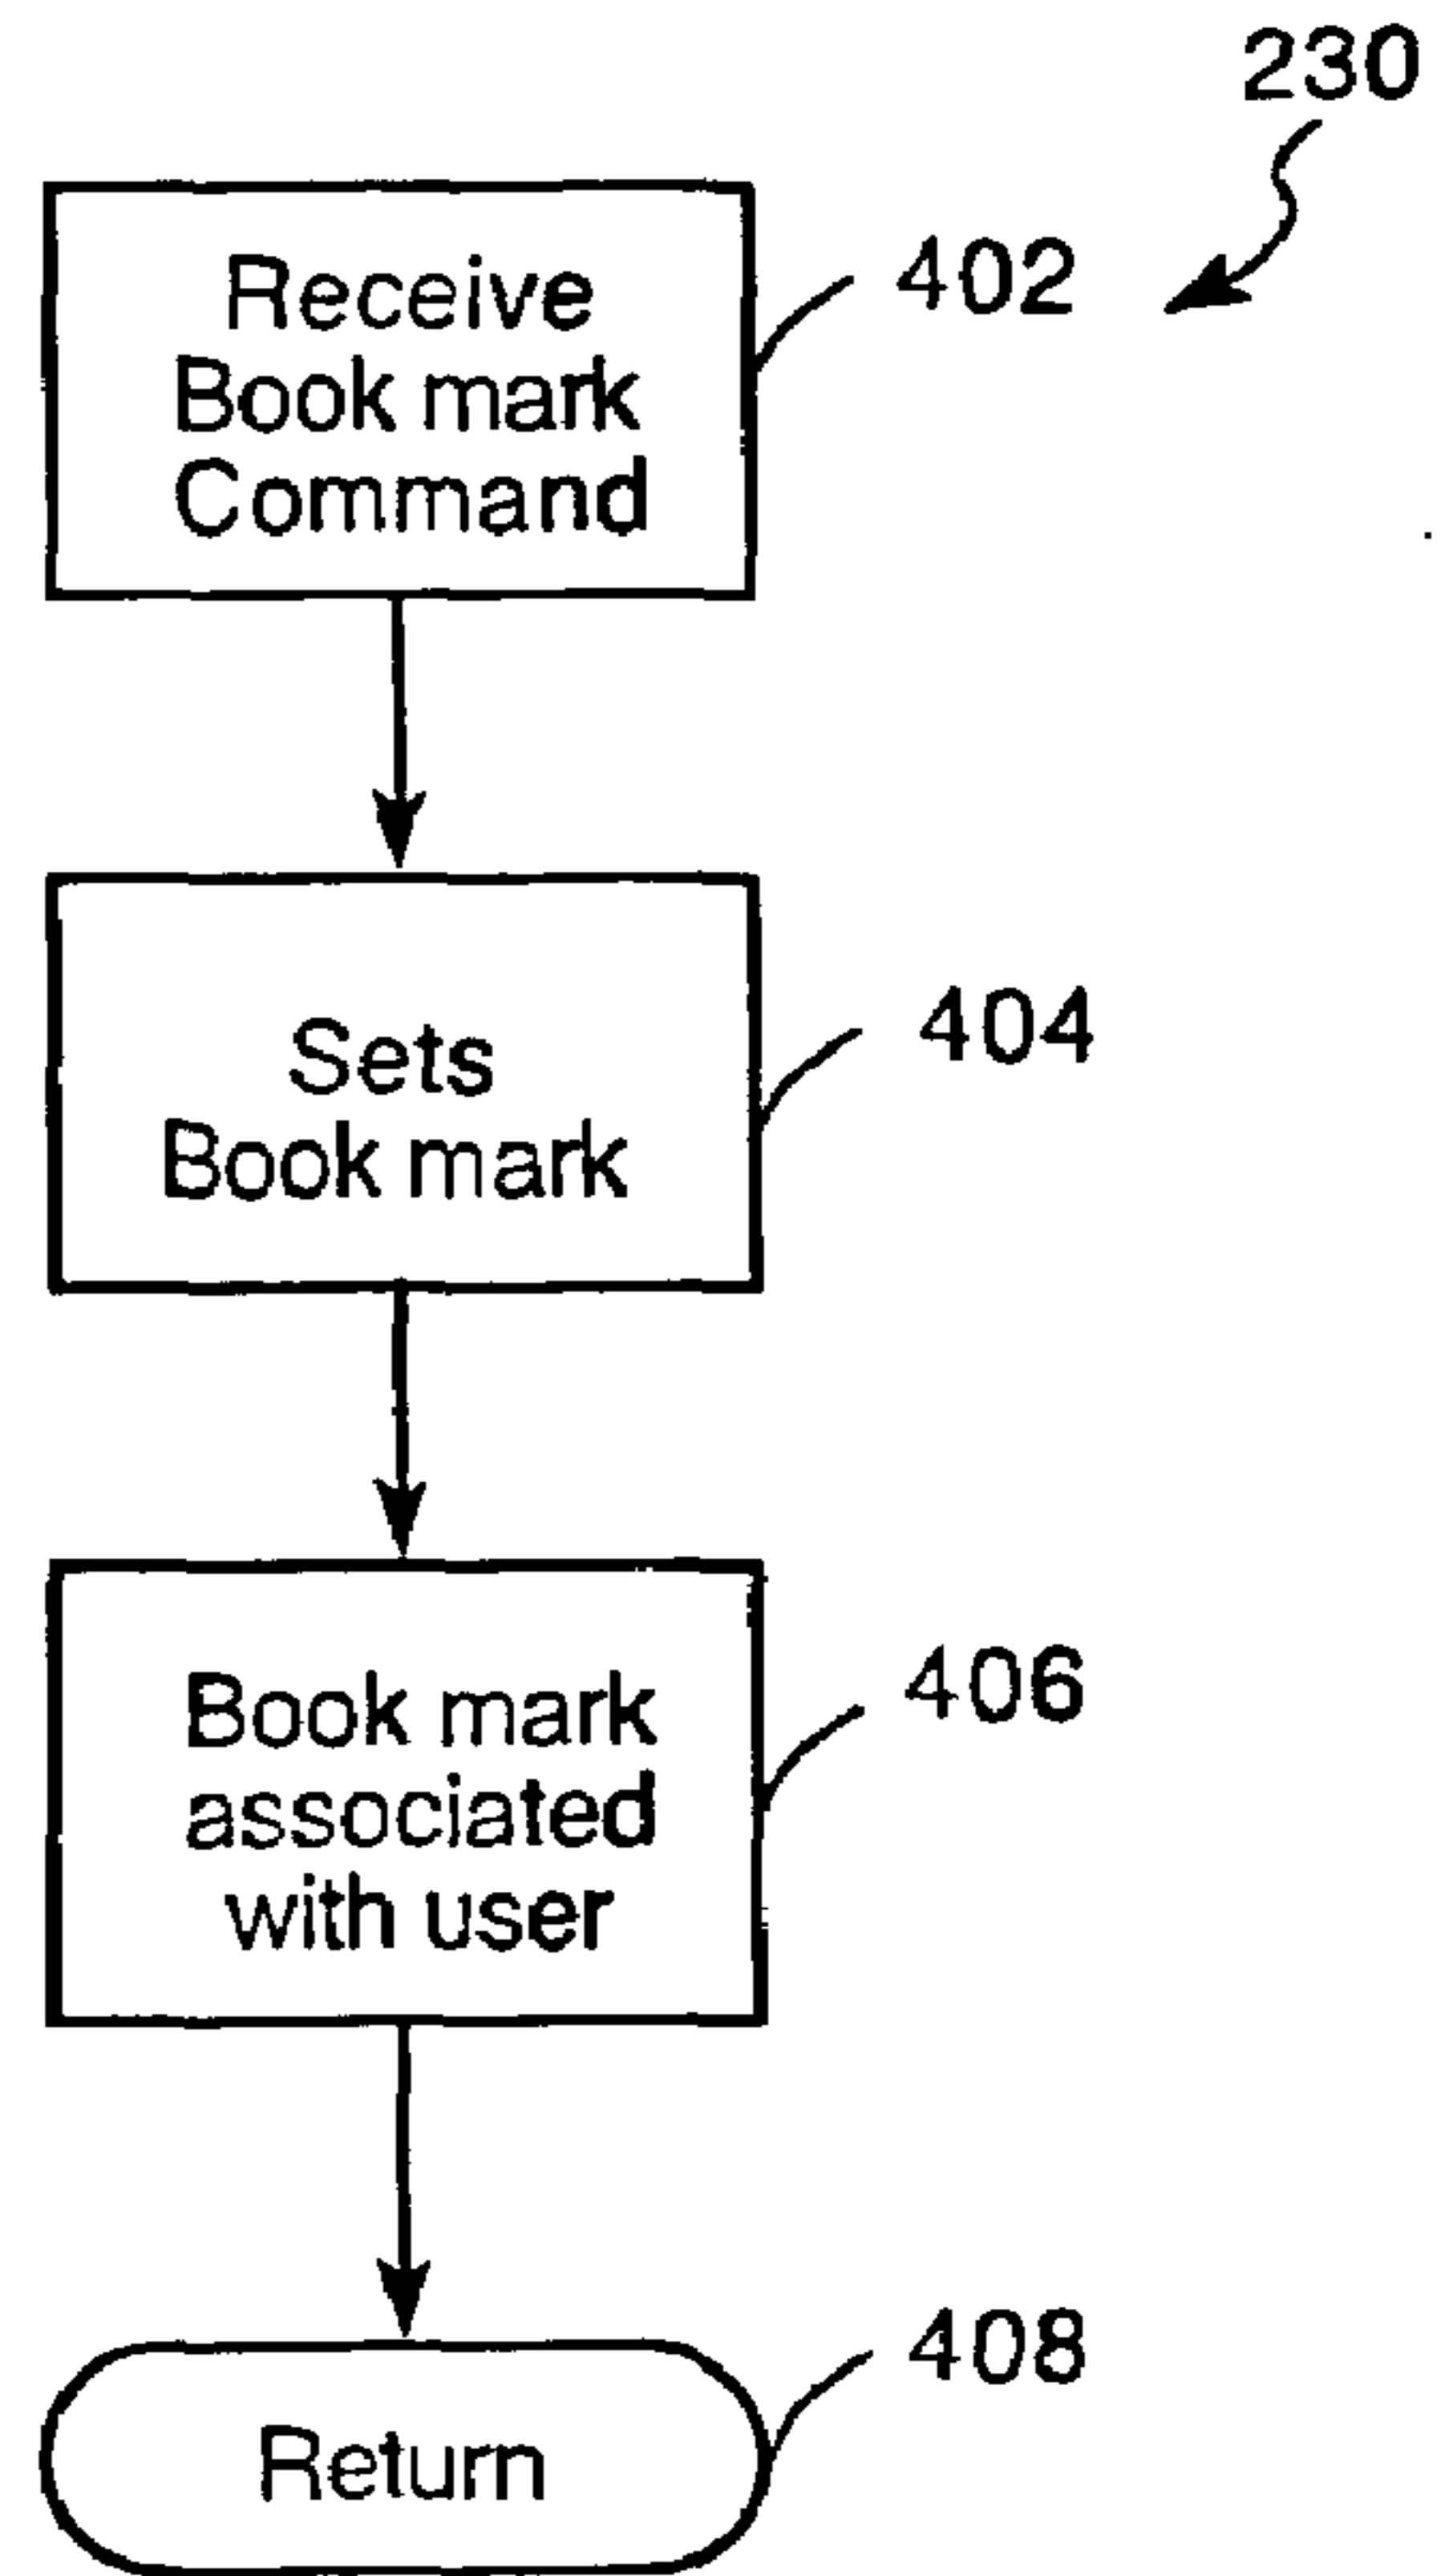 230
Receive
Book mark
Command
402
Sets
Book mark
404
Book mark
associated
with user
406
Return
408